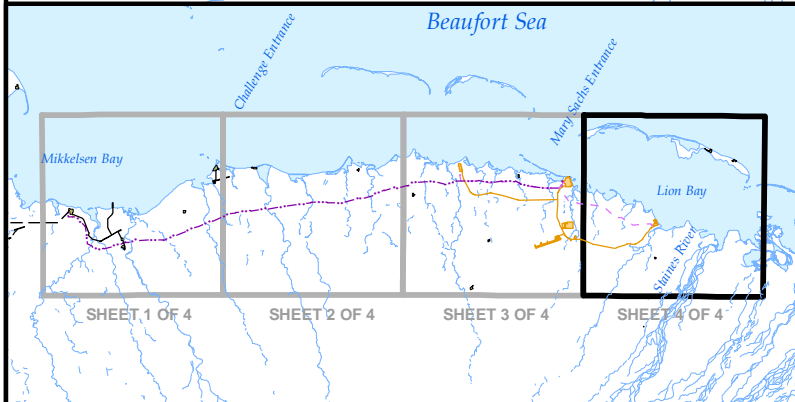 Beaufort Sea
Challenge Entrance
Mary Sachs Entrance
Mikkelsen Bay
Lion Bay
Staines River
SHEET 1 OF 4
SHEET 2 OF 4
SHEET 3 OF 4
SHEET 4 OF 4